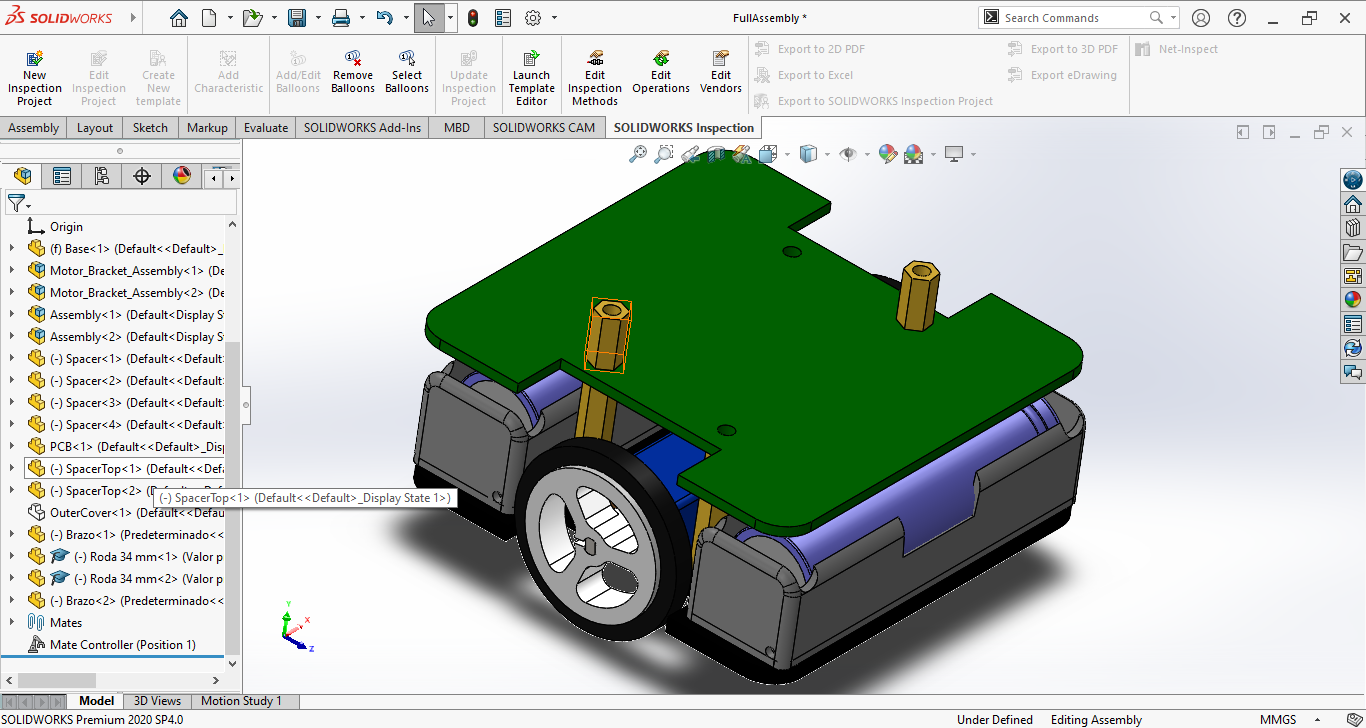 SOLIDWORKS
FullAssembly *
Search Commands
New Inspection Project
Edit Inspection Project
Create New template
Add Characteristic
Add/Edit Balloons
Remove Balloons
Select Balloons
Update Inspection Project
Launch Template Editor
Edit Inspection Methods
Edit Operations
Edit Vendors
Export to 2D PDF
Export to Excel
Export to SOLIDWORKS Inspection Project
Export to 3D PDF
Export eDrawing
Net-Inspect
Assembly Layout Sketch Markup Evaluate SOLIDWORKS Add-Ins MBD SOLIDWORKS CAM SOLIDWORKS Inspection
Origin
(f) Base<1> (Default<<Default>_
Motor_Bracket_Assembly<1> (De
Motor_Bracket_Assembly<2> (De
Assembly<1> (Default<Display S
Assembly<2> (Default<Display S
(-) Spacer<1> (Default<<Default
(-) Spacer<2> (Default<<Default
(-) Spacer<3> (Default<<Default
(-) Spacer<4> (Default<<Default
PCB<1> (Default<<Default>_Disp
(-) SpacerTop<1> (Default<<Defa
(-) SpacerTop<2> (D
(-) SpacerTop<1> (Default<<Default>_Display State 1>)
OuterCover<1> (Default<<Defau
(-) Brazo<1> (Predeterminado<<
(-) Roda 34 mm<1> (Valor p
(-) Roda 34 mm<2> (Valor p
(-) Brazo<2> (Predeterminado<<
Mates
Mate Controller (Position 1)
Y
X
Z
Model 3D Views Motion Study 1
SOLIDWORKS Premium 2020 SP4.0
Under Defined Editing Assembly MMGS